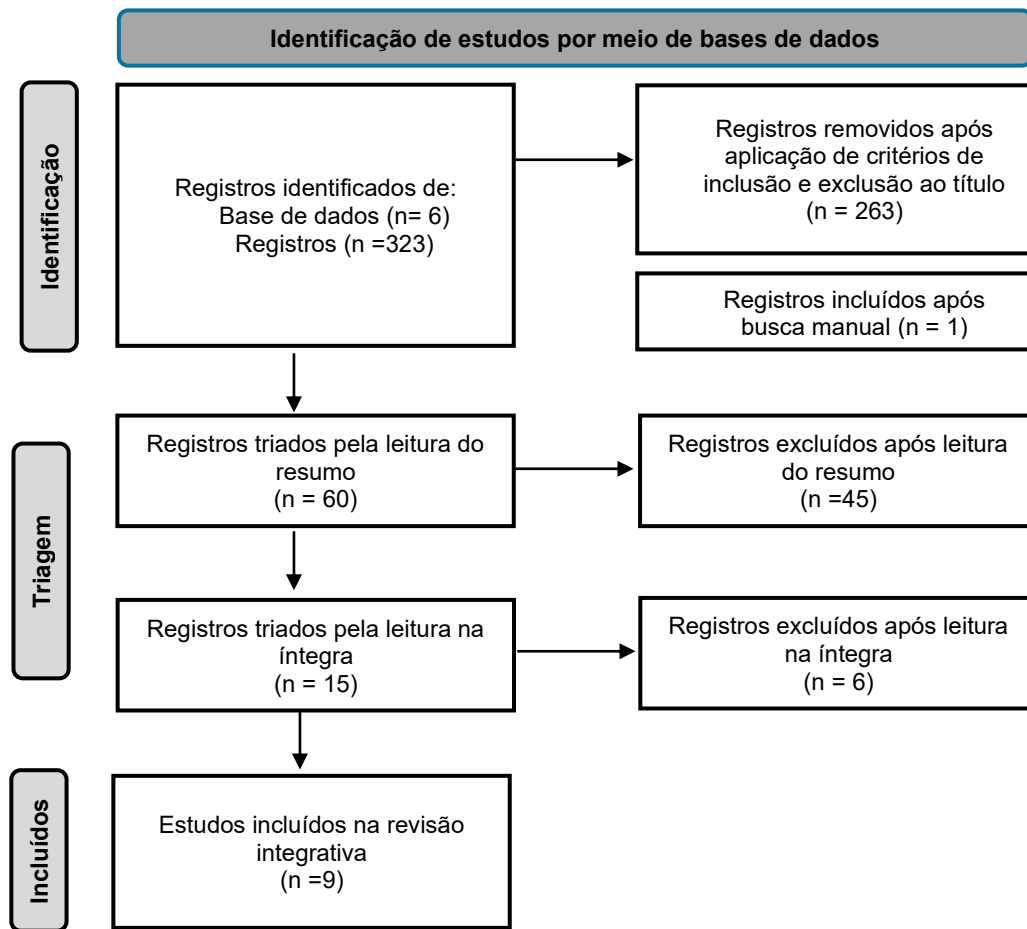 Identificação de estudos por meio de bases de dados
Identificação
Registros identificados de:
Base de dados (n= 6)
Registros (n =323)
Registros removidos após
aplicação de critérios de
inclusão e exclusão ao título
(n = 263)
Registros incluídos após
busca manual (n = 1)
Triagem
Registros triados pela leitura do
resumo
(n = 60)
Registros excluídos após leitura
do resumo
(n =45)
Registros triados pela leitura na
íntegra
(n = 15)
Registros excluídos após leitura
na íntegra
(n = 6)
Incluídos
Estudos incluídos na revisão
integrativa
(n =9)